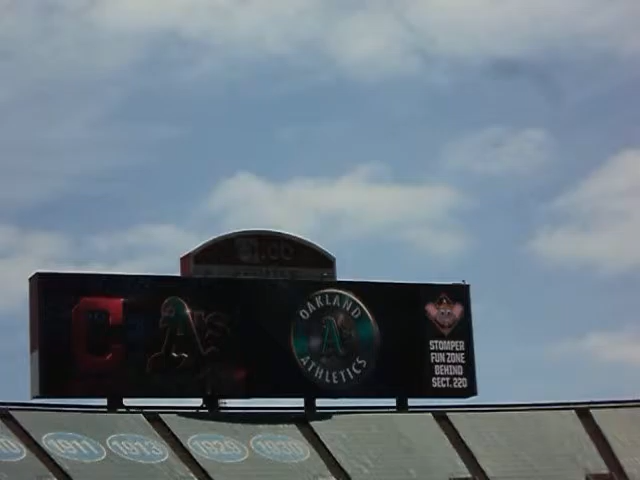 C A's
OAKLAND
A's
ATHLETICS
STOMPER
FUN ZONE
BEHIND
SECT. 220
1911 1913 1929 1930